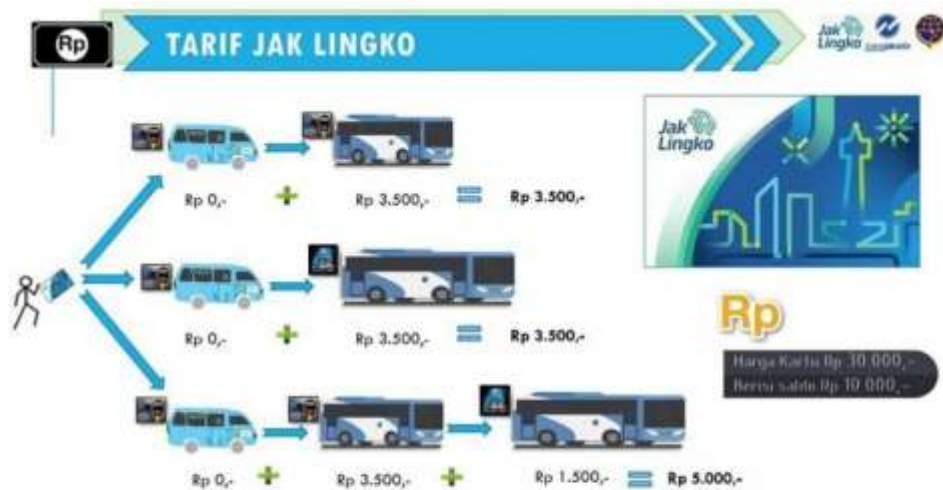 Rp
TARIF JAK LINGKO
Jak
Lingko
Jak
Lingko
Rp 0,- + Rp 3.500,- = Rp 3.500,-
Rp 0,- + Rp 3.500,- = Rp 3.500,-
Rp
Harga Kartu Rp 30.000,-
Berisi saldo Rp 10.000,-
Rp 0,- + Rp 3.500,- + Rp 1.500,- = Rp 5.000,-